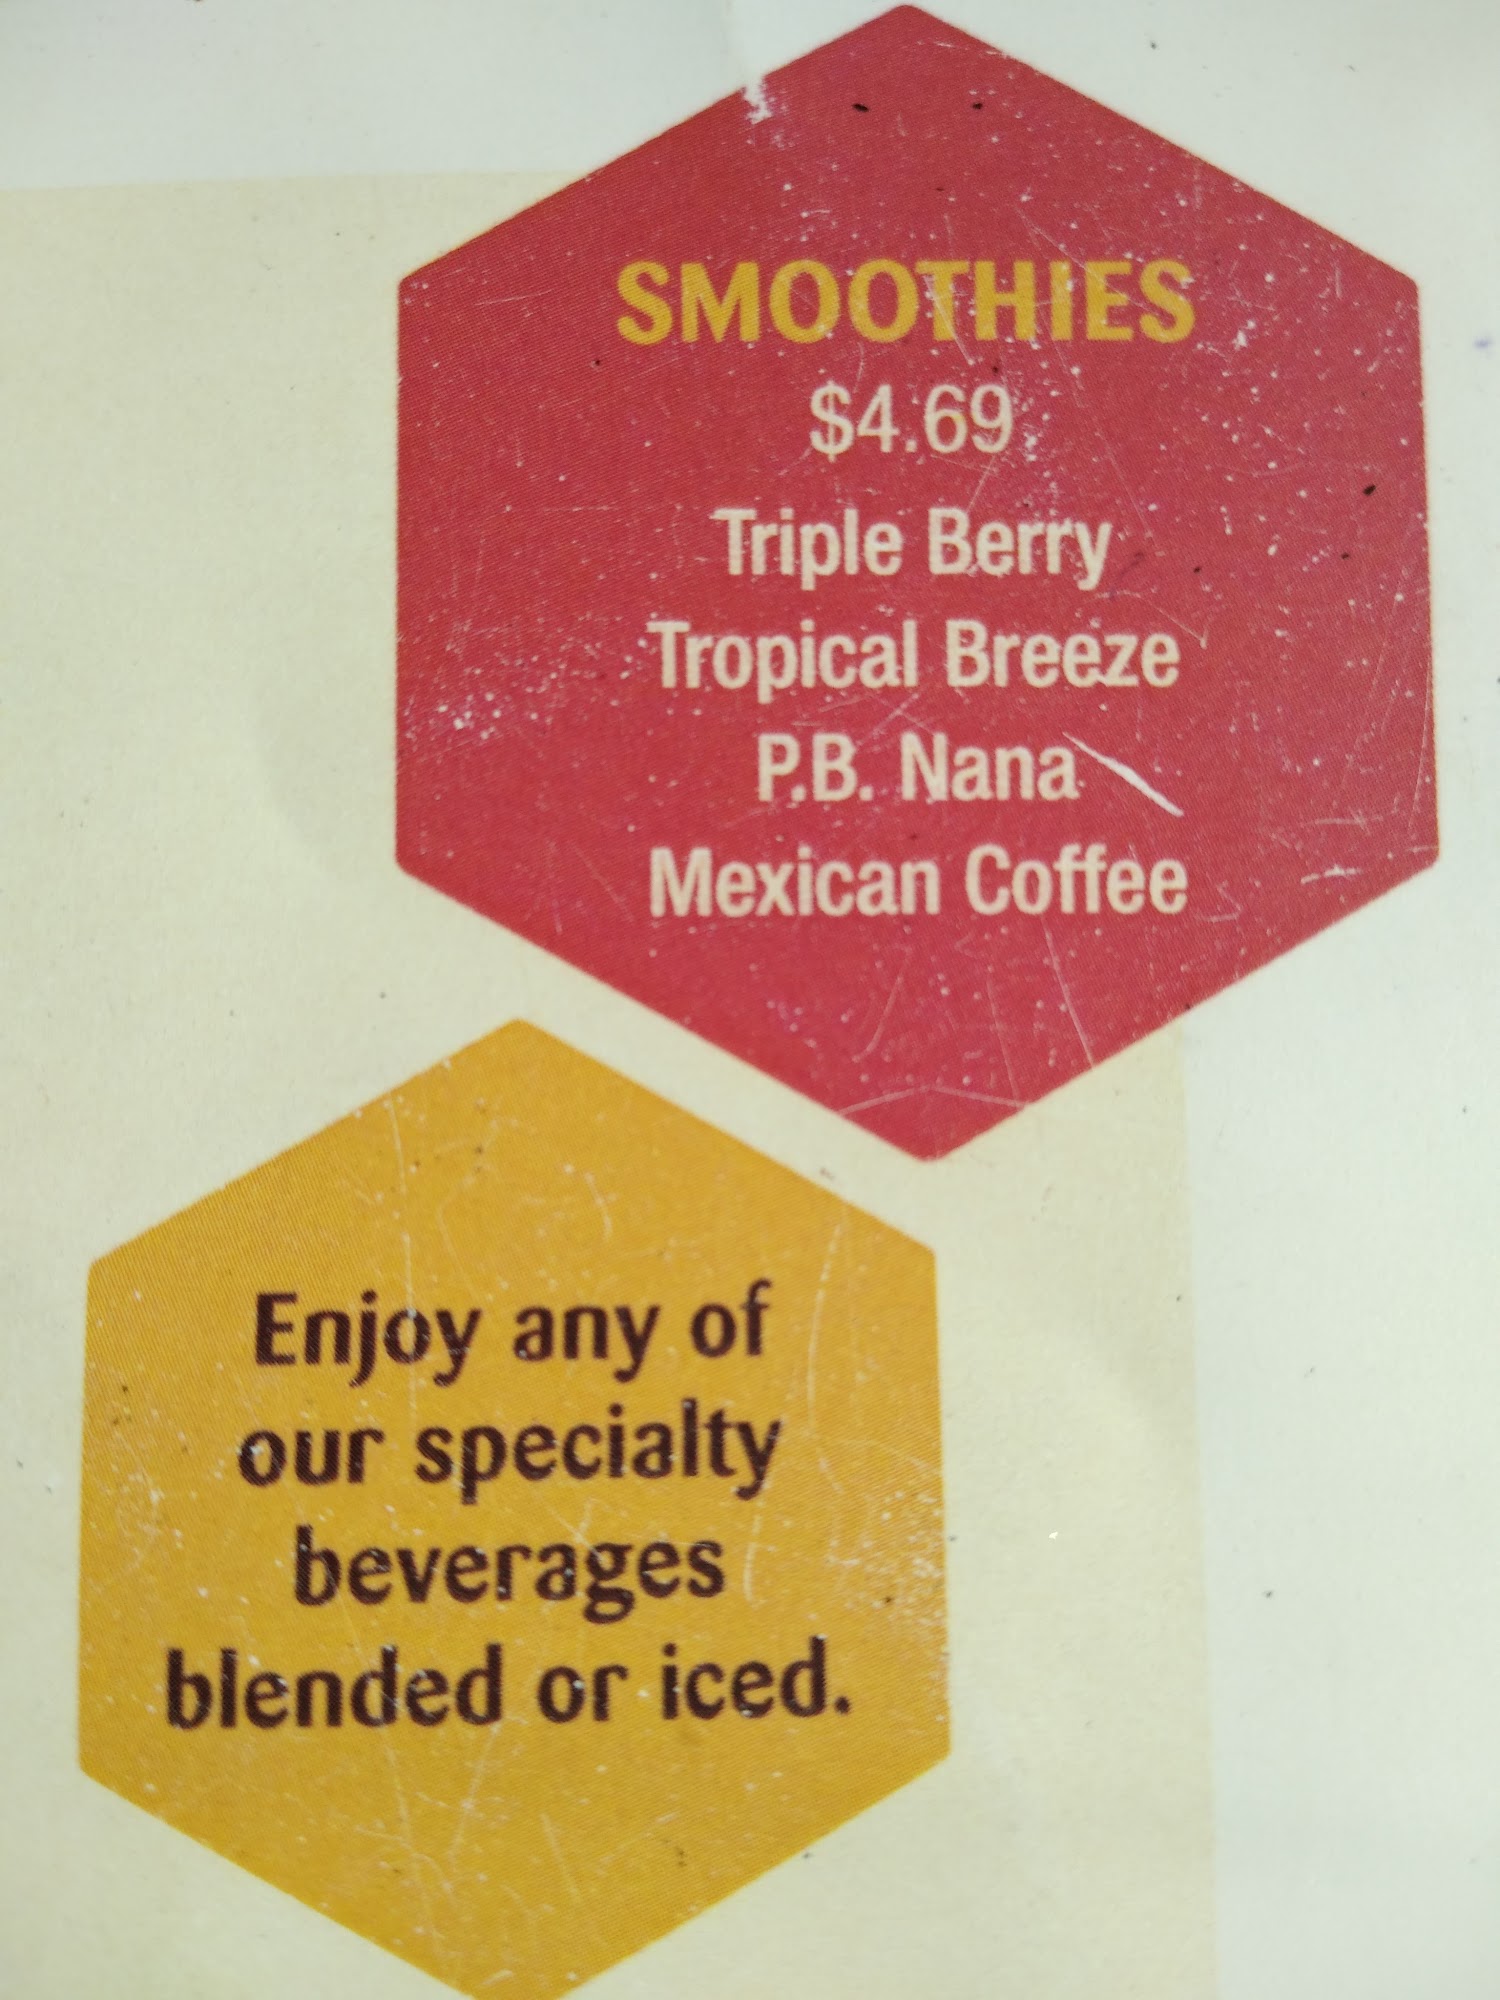 SMOOTHIES
$4.69
Triple Berry
Tropical Breeze
P.B. Nana
Mexican Coffee
Enjoy any of
our specialty
beverages
blended or iced.